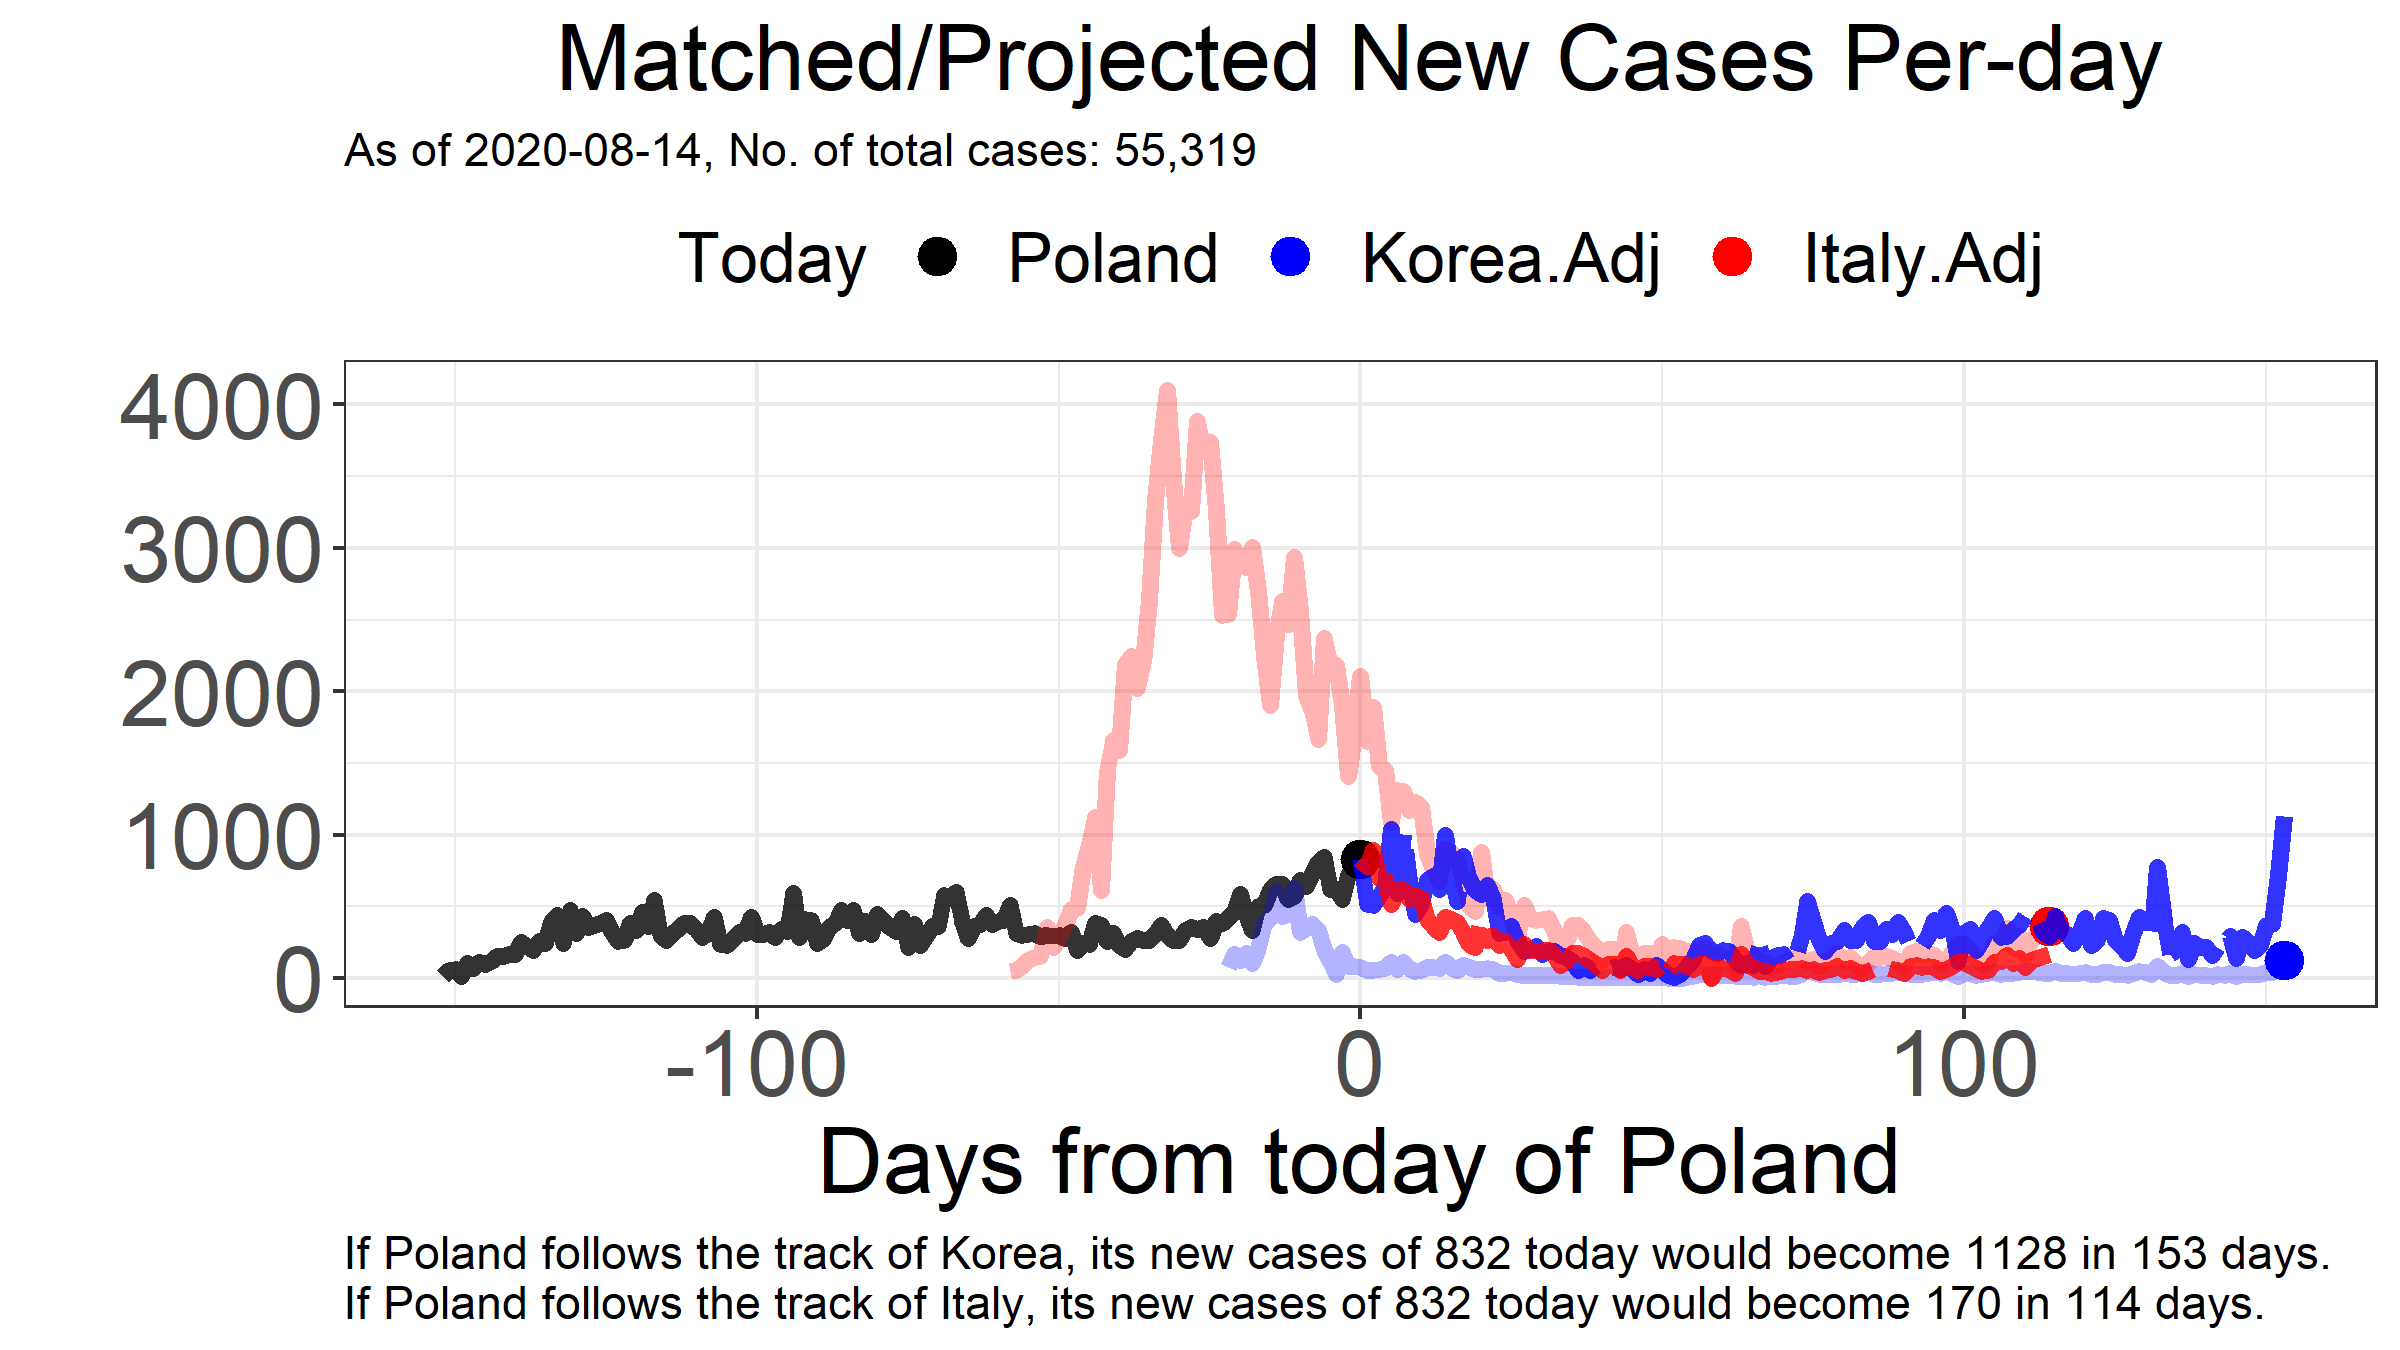 Matched/Projected New Cases Per-day
As of 2020-08-14, No. of total cases: 55,319
Today Poland Korea.Adj Italy.Adj
4000
3000
2000
1000
0
-100 0 100
Days from today of Poland
If Poland follows the track of Korea, its new cases of 832 today would become 1128 in 153 days.
If Poland follows the track of Italy, its new cases of 832 today would become 170 in 114 days.